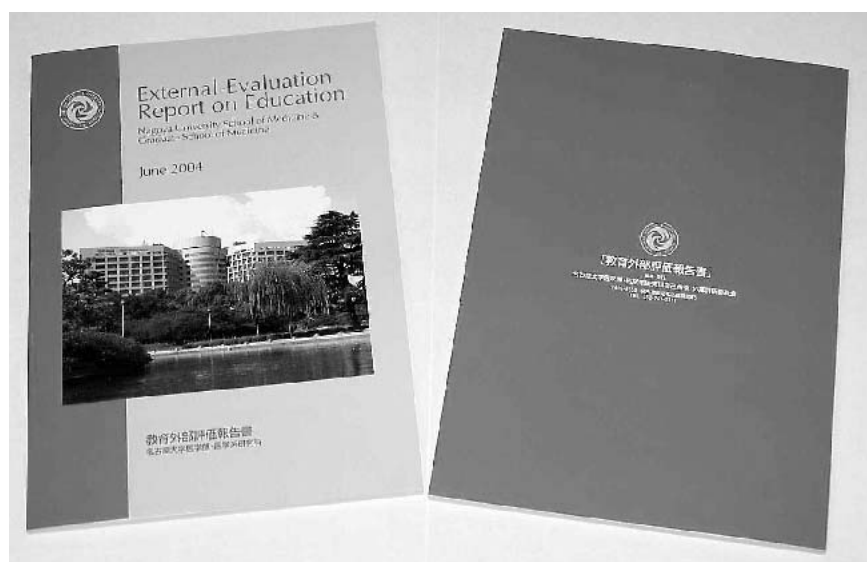 External Evaluation
Report on Education
Nagoya University School of Medicine &
Graduate School of Medicine
June 2004
教育外部評価報告書
名古屋大学医学部・医学系研究科
「教育外部評価報告書」